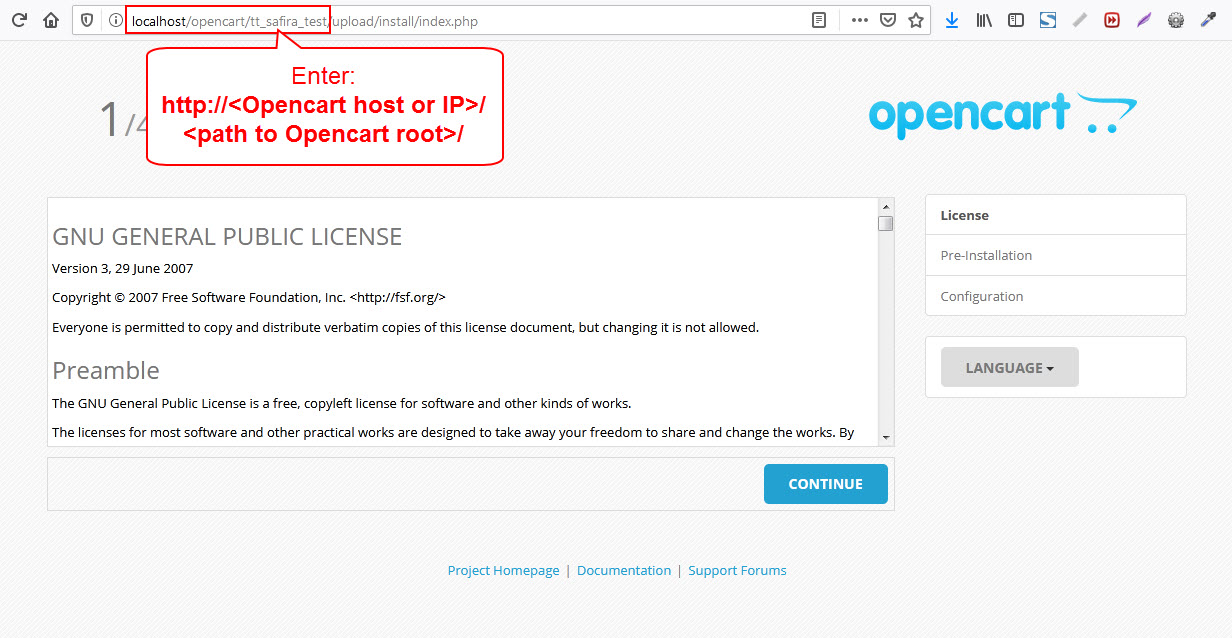 localhost/opencart/tt_safira_test/upload/install/index.php
Enter:
http://<Opencart host or IP>/
<path to Opencart root>/
1/4
opencart
GNU GENERAL PUBLIC LICENSE
Version 3, 29 June 2007
Copyright © 2007 Free Software Foundation, Inc. <http://fsf.org/>
Everyone is permitted to copy and distribute verbatim copies of this license document, but changing it is not allowed.
Preamble
The GNU General Public License is a free, copyleft license for software and other kinds of works.
The licenses for most software and other practical works are designed to take away your freedom to share and change the works. By
CONTINUE
License
Pre-Installation
Configuration
LANGUAGE
Project Homepage | Documentation | Support Forums